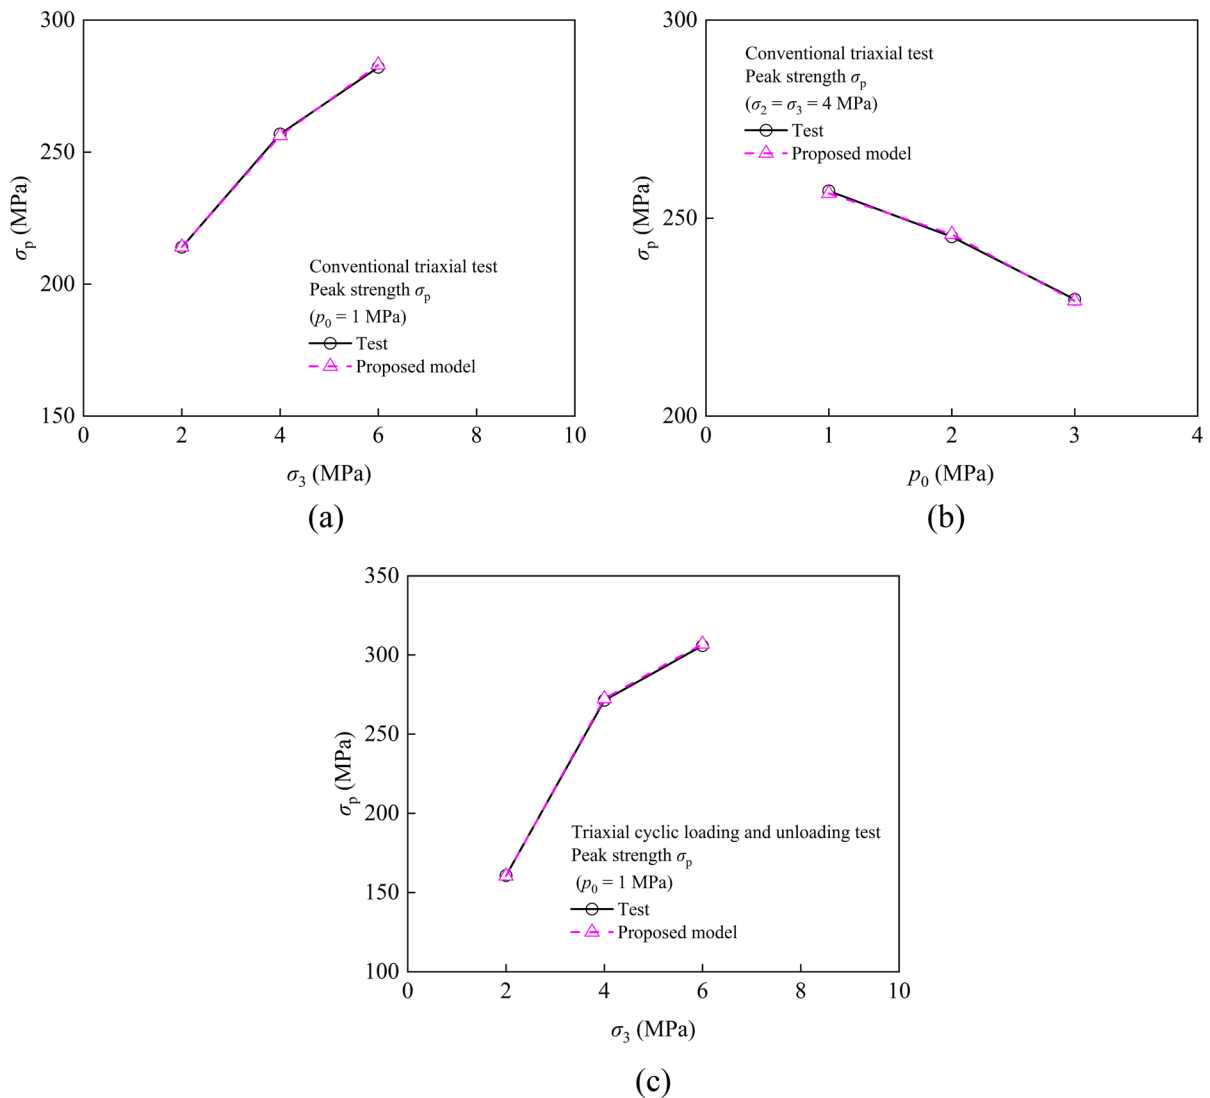 300
250
200
150
σp (MPa)
Conventional triaxial test
Peak strength σp
(p0 = 1 MPa)
Test
Proposed model
0 2 4 6 8 10
σ3 (MPa)
(a)
300
250
200
σp (MPa)
Conventional triaxial test
Peak strength σp
(σ2 = σ3 = 4 MPa)
Test
Proposed model
0 1 2 3 4
p0 (MPa)
(b)
350
300
250
200
150
100
σp (MPa)
Triaxial cyclic loading and unloading test
Peak strength σp
(p0 = 1 MPa)
Test
Proposed model
0 2 4 6 8 10
σ3 (MPa)
(c)